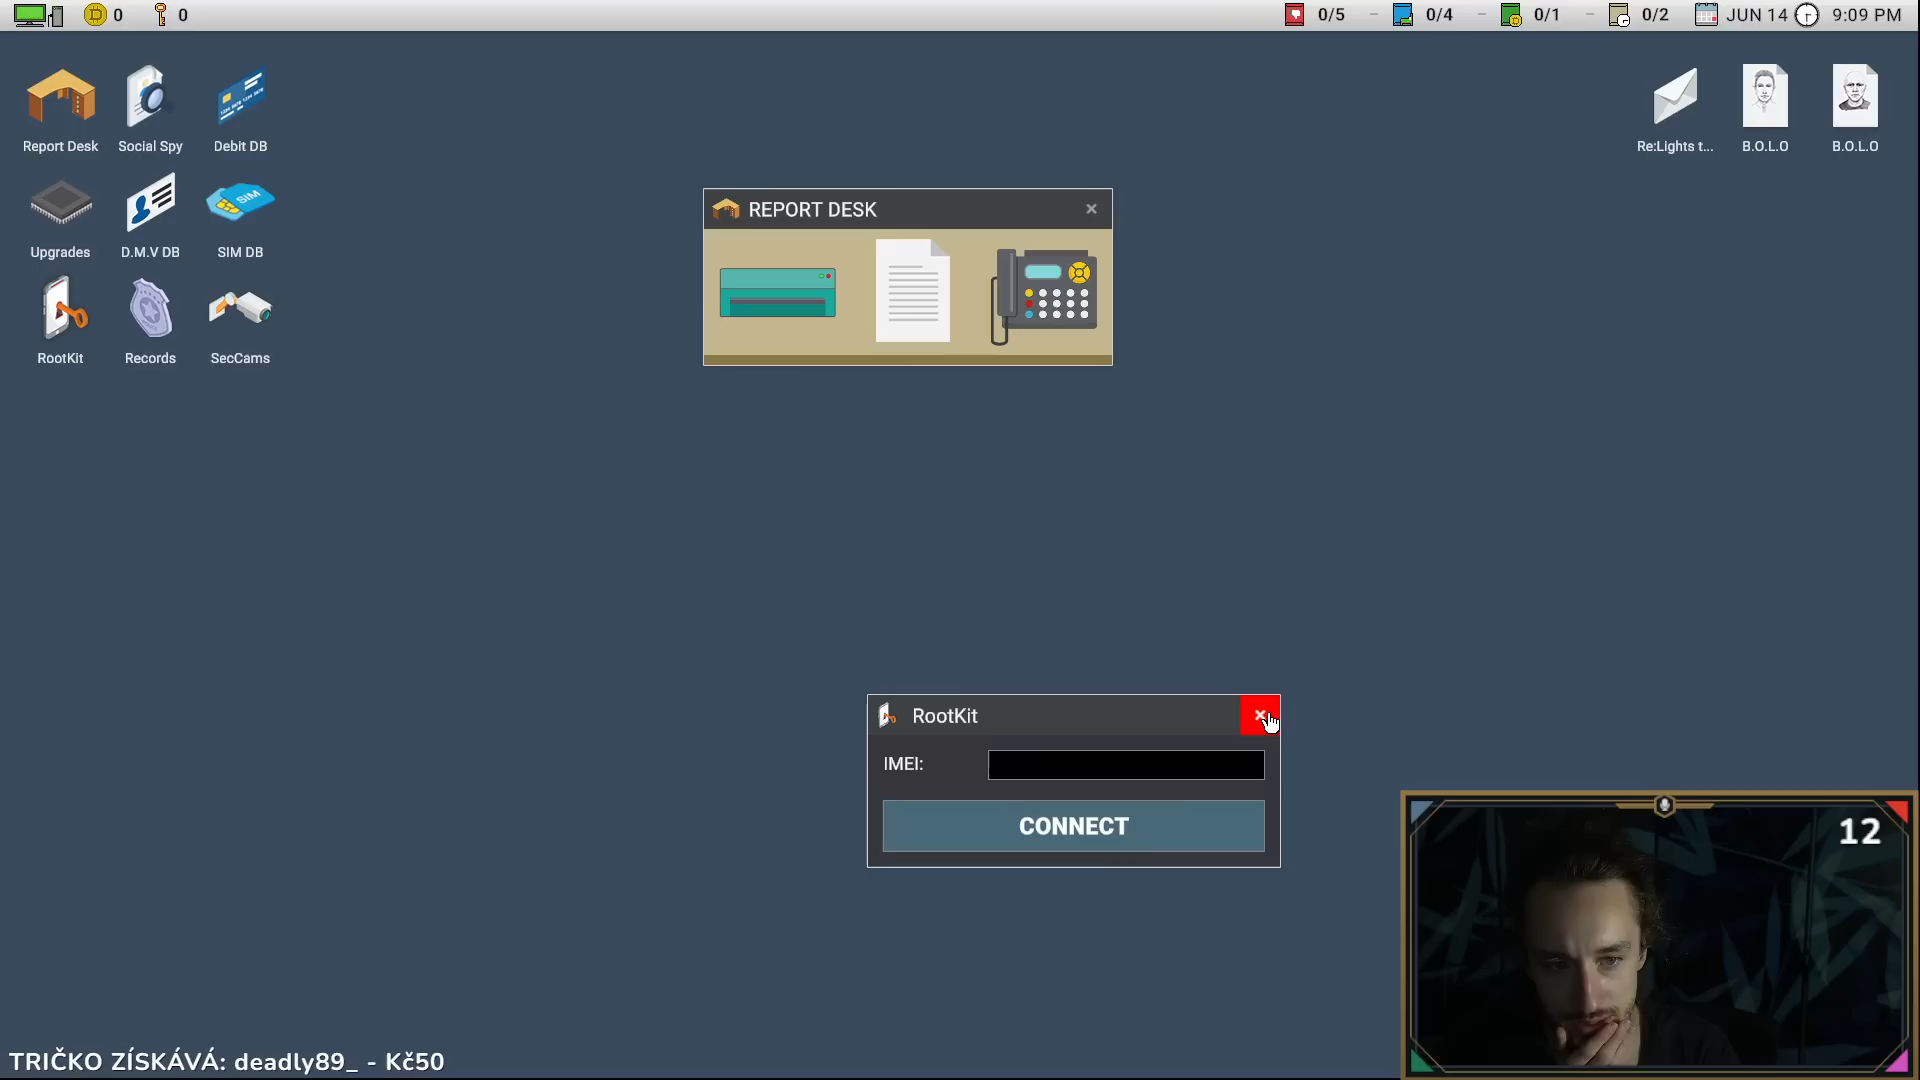 0
0
0/5
0/4
0/1
0/2
JUN 14
9:09 PM
Report Desk
Social Spy
Debit DB
Re:Lights t...
B.O.L.O
B.O.L.O
Upgrades
D.M.V DB
SIM
SIM DB
REPORT DESK
RootKit
Records
SecCams
RootKit
IMEI:
CONNECT
12
TRIČKO ZÍSKÁVÁ: deadly89_ - Kč50